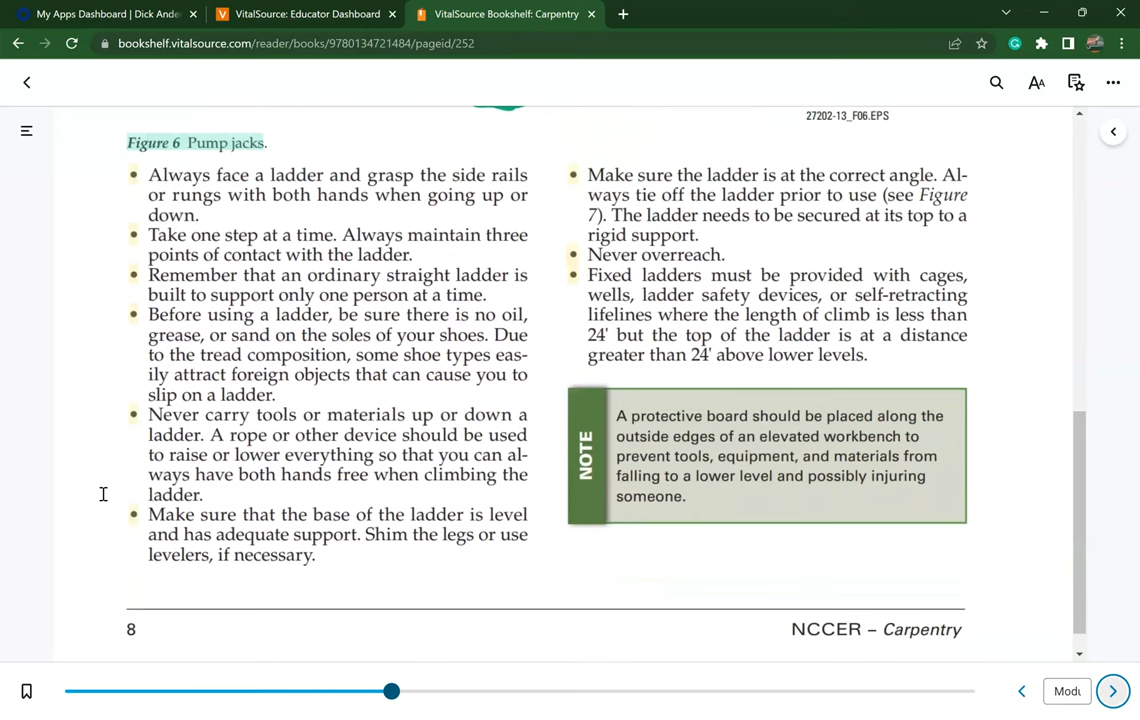 My Apps Dashboard | Dick Ander
VitalSource: Educator Dashboard
VitalSource Bookshelf: Carpentry
bookshelf.vitalsource.com/reader/books/9780134721484/pageid/252
27202-13_F06.EPS
Figure 6 Pump jacks.
• Always face a ladder and grasp the side rails
or rungs with both hands when going up or
down.
• Take one step at a time. Always maintain three
points of contact with the ladder.
• Remember that an ordinary straight ladder is
built to support only one person at a time.
• Before using a ladder, be sure there is no oil,
grease, or sand on the soles of your shoes. Due
to the tread composition, some shoe types eas-
ily attract foreign objects that can cause you to
slip on a ladder.
• Never carry tools or materials up or down a
ladder. A rope or other device should be used
to raise or lower everything so that you can al-
ways have both hands free when climbing the
ladder.
• Make sure that the base of the ladder is level
and has adequate support. Shim the legs or use
levelers, if necessary.
• Make sure the ladder is at the correct angle. Al-
ways tie off the ladder prior to use (see Figure
7). The ladder needs to be secured at its top to a
rigid support.
• Never overreach.
• Fixed ladders must be provided with cages,
wells, ladder safety devices, or self-retracting
lifelines where the length of climb is less than
24' but the top of the ladder is at a distance
greater than 24' above lower levels.
NOTE
A protective board should be placed along the
outside edges of an elevated workbench to
prevent tools, equipment, and materials from
falling to a lower level and possibly injuring
someone.
8
NCCER – Carpentry
Modu